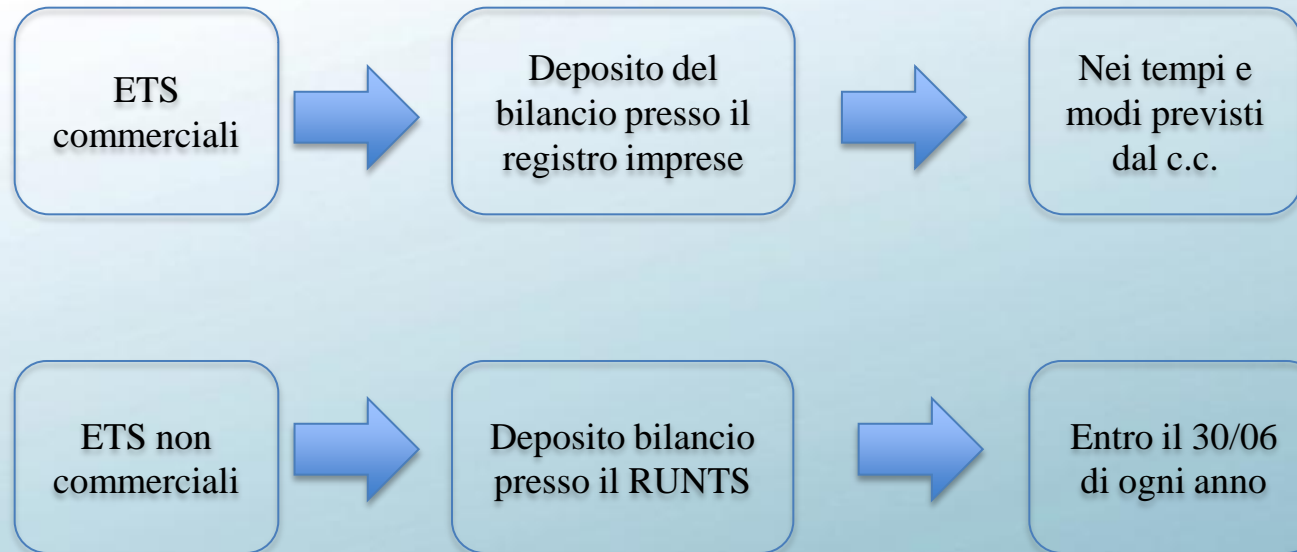 ETS
commerciali
Deposito del
bilancio presso il
registro imprese
Nei tempi e
modi previsti
dal c.c.
ETS non
commerciali
Deposito bilancio
presso il RUNTS
Entro il 30/06
di ogni anno